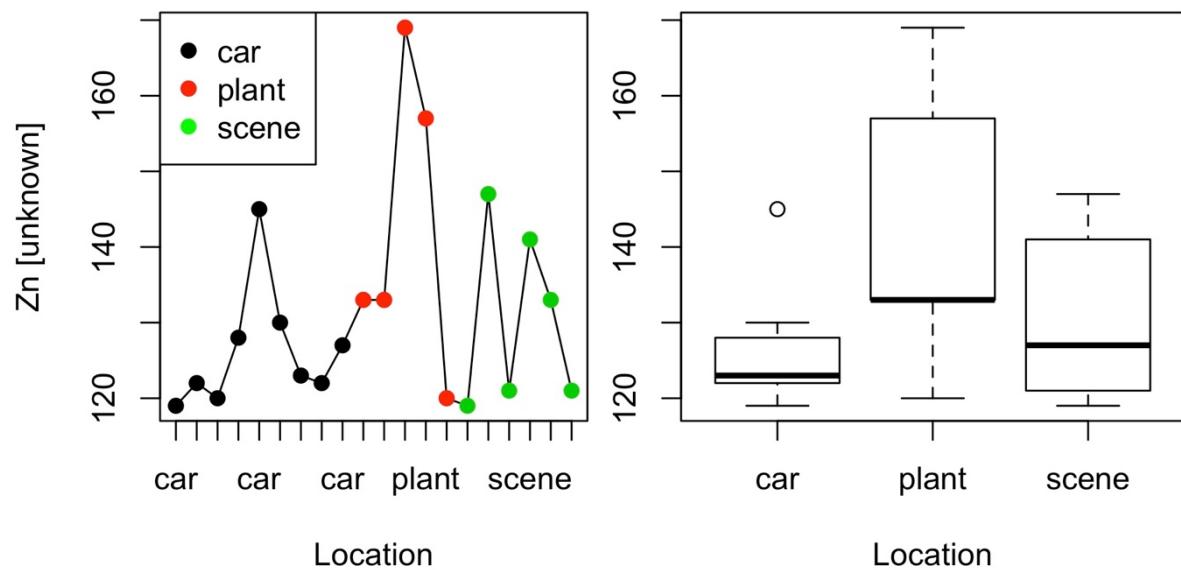 Zn [unknown]
160
140
120
car
plant
scene
car car car plant scene
Location
160
140
120
car plant scene
Location